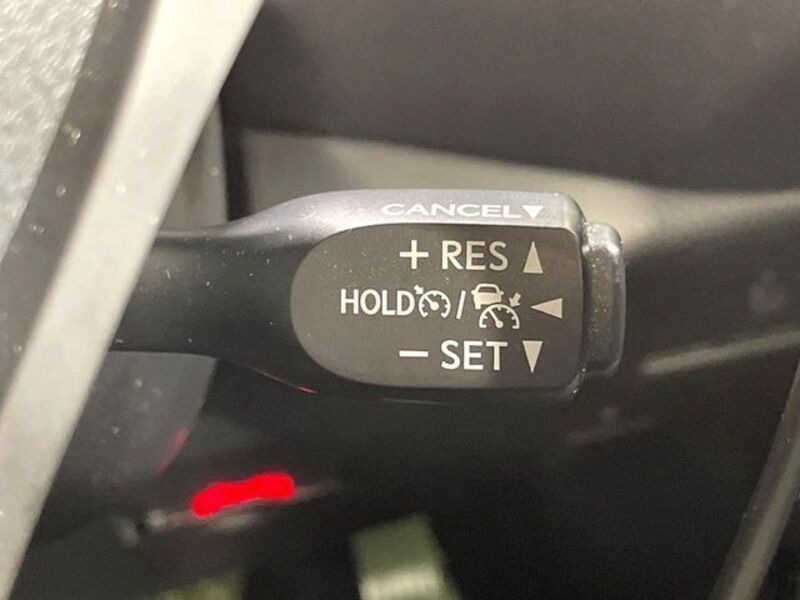 CANCEL▼
+ RES ▲
HOLD / ◀
− SET ▼